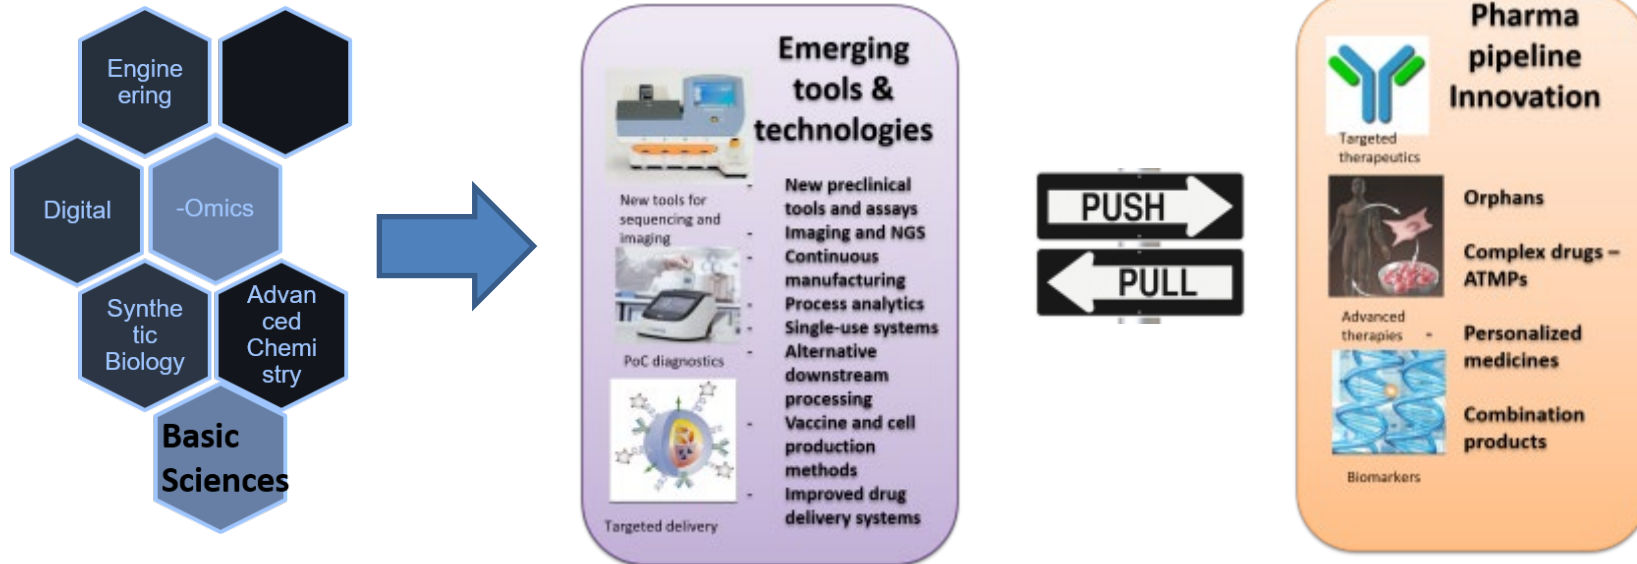 Engine
ering
Digital
-Omics
Synthe
tic
Biology
Advan
ced
Chemi
stry
Basic
Sciences
Emerging
tools &
technologies
New tools for
sequencing and
imaging
PoC diagnostics
Targeted delivery
- New preclinical
tools and assays
- Imaging and NGS
- Continuous
manufacturing
- Process analytics
- Single-use systems
- Alternative
downstream
processing
- Vaccine and cell
production
methods
- Improved drug
delivery systems
PUSH
PULL
Pharma
pipeline
Innovation
Targeted
therapeutics
Advanced
therapies
Biomarkers
Orphans
Complex drugs –
ATMPs
- Personalized
medicines
Combination
products